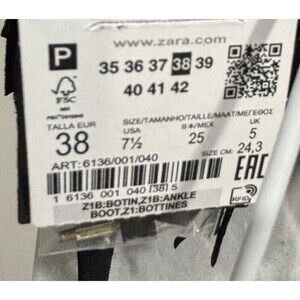 www.zara.com
P
35 36 37 38 39
40 41 42
FSC
TALLA EUR
38
SIZE/TAMANHO/TAILLE/MAAT/ΜΕΓΕΘΟΣ
USA
7½
MEX
25
UK
5
SIZE CM: 24,3
ART: 6136/001/040
EAC
1 6136 001 040 (38) 5
RFID
Z1B:BOTIN,Z1B:ANKLE
BOOT,Z1:BOTTINES